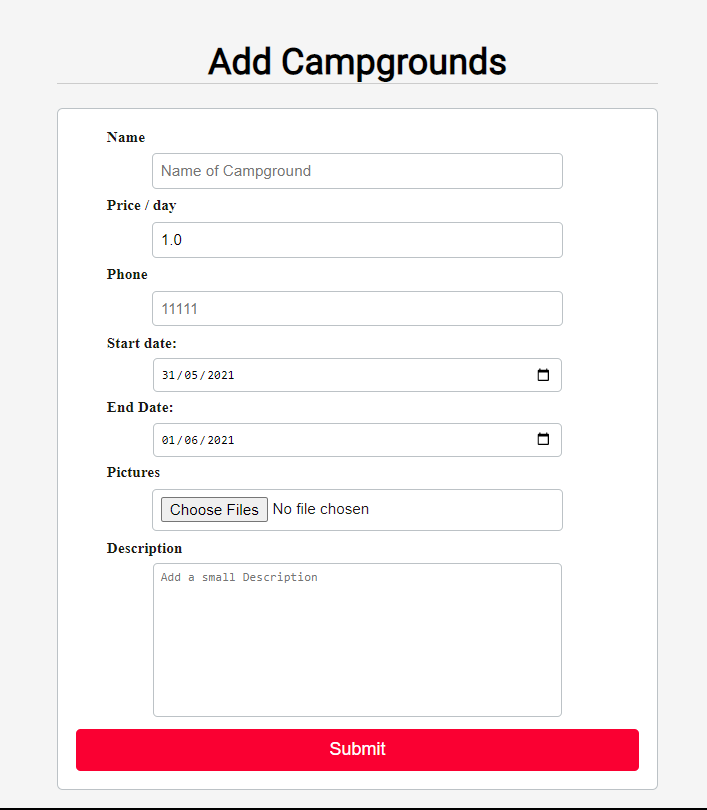 Add Campgrounds
Name
Name of Campground
Price / day
1.0
Phone
11111
Start date:
31/05/2021
End Date:
01/06/2021
Pictures
Choose Files No file chosen
Description
Add a small Description
Submit